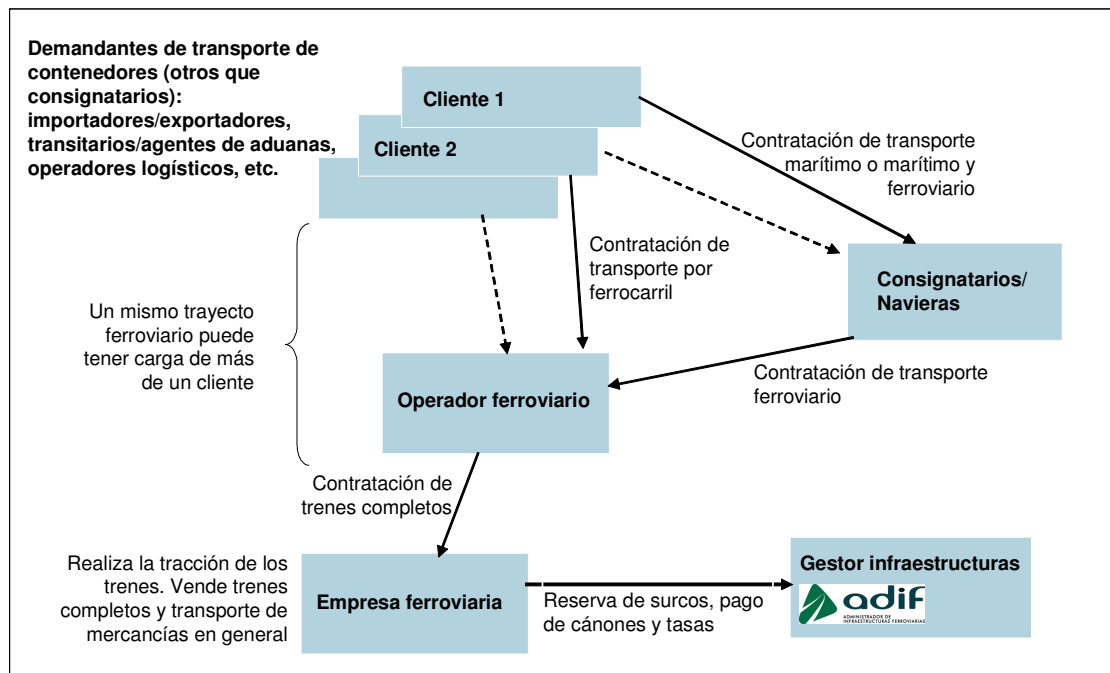 Demandantes de transporte de
contenedores (otros que
consignatarios):
importadores/exportadores,
transitarios/agentes de aduanas,
operadores logísticos, etc.
Cliente 1
Cliente 2
Contratación de transporte
marítimo o marítimo y
ferroviario
Contratación de
transporte por
ferrocarril
Consignatarios/
Navieras
Un mismo trayecto
ferroviario puede
tener carga de más
de un cliente
Contratación de transporte
ferroviario
Operador ferroviario
Contratación de
trenes completos
Realiza la tracción de los
trenes. Vende trenes
completos y transporte de
mercancías en general
Empresa ferroviaria
Reserva de surcos, pago
de cánones y tasas
Gestor infraestructuras
adif
ADMINISTRADOR DE
INFRAESTRUCTURAS FERROVIARIAS